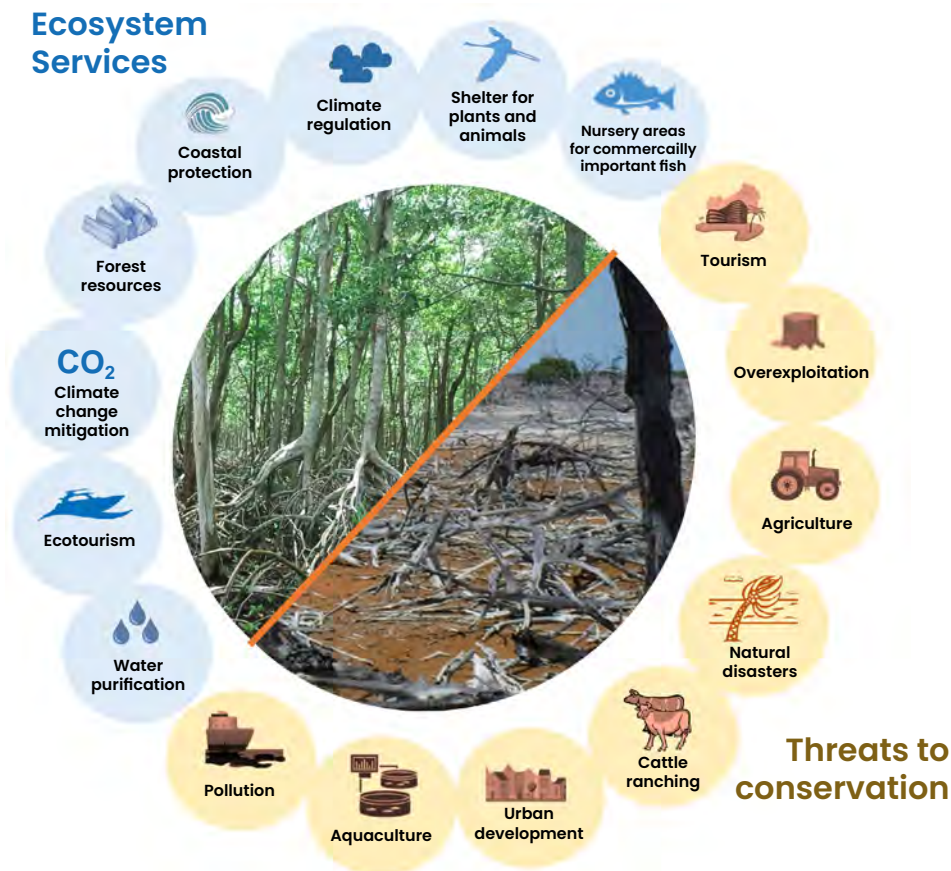 Ecosystem
Services
Climate
regulation
Shelter for
plants and
animals
Nursery areas
for commercailly
important fish
Coastal
protection
Forest
resources
CO₂
Climate
change
mitigation
Ecotourism
Water
purification
Tourism
Overexploitation
Agriculture
Natural
disasters
Cattle
ranching
Urban
development
Aquaculture
Pollution
Threats to
conservation